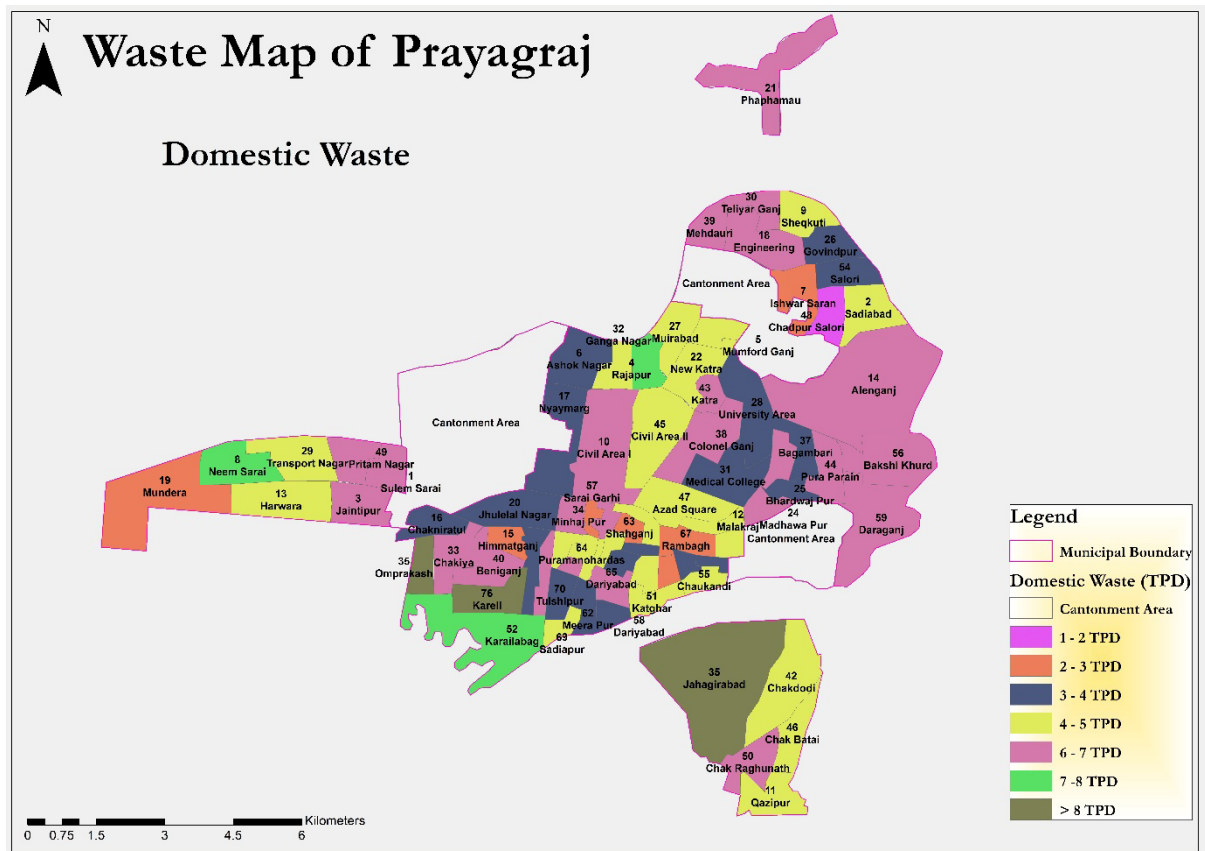 N
Waste Map of Prayagraj
Domestic Waste
21
Phaphamau
30
Teliyar Ganj
9
Sheqkuti
39
Mehdauri
18
Engineering
26
Govindpur
54
Salori
Cantonment Area
7
Ishwar Saran
48
Chadpur Salori
2
Sadiabad
32
Ganga Nagar
27
Muirabad
5
Mumford Ganj
6
Ashok Nagar
4
Rajapur
22
New Katra
14
Alenganj
17
Nyaymarg
43
Katra
28
University Area
Cantonment Area
45
Civil Area II
10
Civil Area I
38
Colonel Ganj
37
Bagambari
8
Neem Sarai
29
Transport Nagar
49
Pritam Nagar
1
Sulem Sarai
31
Medical College
44
Pura Parain
56
Bakshi Khurd
19
Mundera
13
Harwara
3
Jaintipur
57
Sarai Garhi
25
Bhardwaj Pur
20
Jhulelal Nagar
34
Minhaj Pur
47
Azad Square
12
Malakraj
24
Madhawa Pur
Cantonment Area
59
Daraganj
16
Chakniratul
15
Himmatganj
63
Shahganj
67
Rambagh
35
Omprakash
33
Chakiya
40
Beniganj
64
Puramanohardas
65
Dariyabad
55
Chaukandi
76
Kareli
Tulshipur
70
62
Meera Pur
51
Katghar
58
Dariyabad
52
Karailabag
69
Sadiapur
35
Jahagirabad
42
Chakdodi
46
Chak Batai
50
Chak Raghunath
11
Qazipur
Legend
Municipal Boundary
Domestic Waste (TPD)
Cantonment Area
1 - 2 TPD
2 - 3 TPD
3 - 4 TPD
4 - 5 TPD
6 - 7 TPD
7 -8 TPD
> 8 TPD
Kilometers
0 0.75 1.5 3 4.5 6